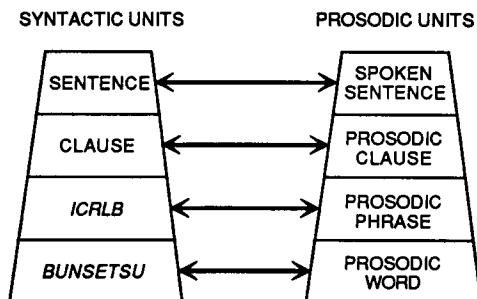 SYNTACTIC UNITS
PROSODIC UNITS
SENTENCE
SPOKEN
SENTENCE
CLAUSE
PROSODIC
CLAUSE
ICRLB
PROSODIC
PHRASE
BUNSETSU
PROSODIC
WORD